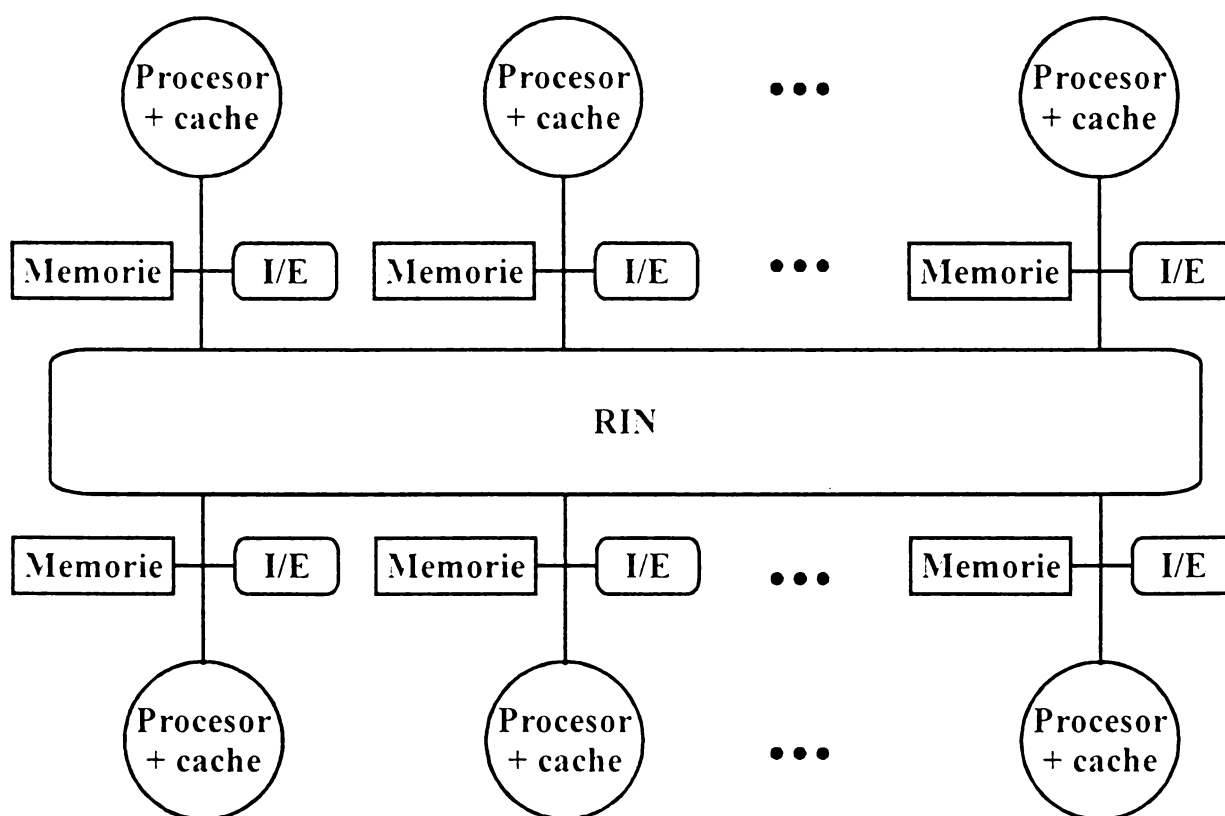 Procesor
+ cache
Procesor
+ cache
Procesor
+ cache
Memorie
I/E
Memorie
I/E
Memorie
I/E
RIN
Memorie
I/E
Memorie
I/E
Memorie
I/E
Procesor
+ cache
Procesor
+ cache
Procesor
+ cache